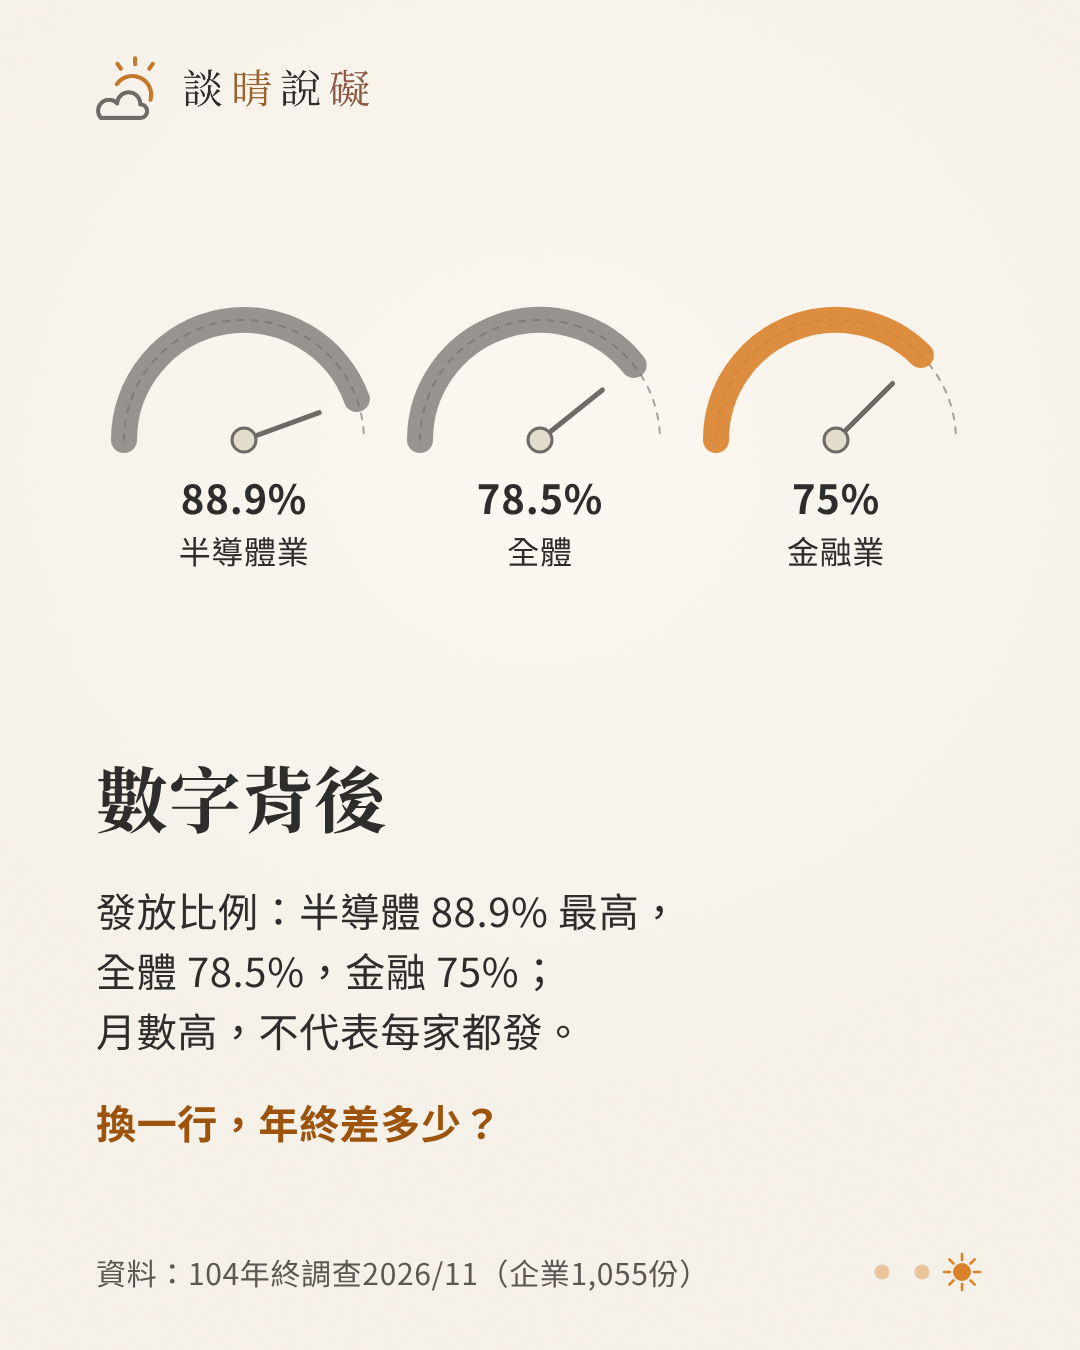 談晴說礙
88.9%
半導體業
78.5%
全體
75%
金融業
數字背後
發放比例：半導體 88.9% 最高，
全體 78.5%，金融 75%；
月數高，不代表每家都發。
換一行，年終差多少？
資料：104年終調查2026/11（企業1,055份）